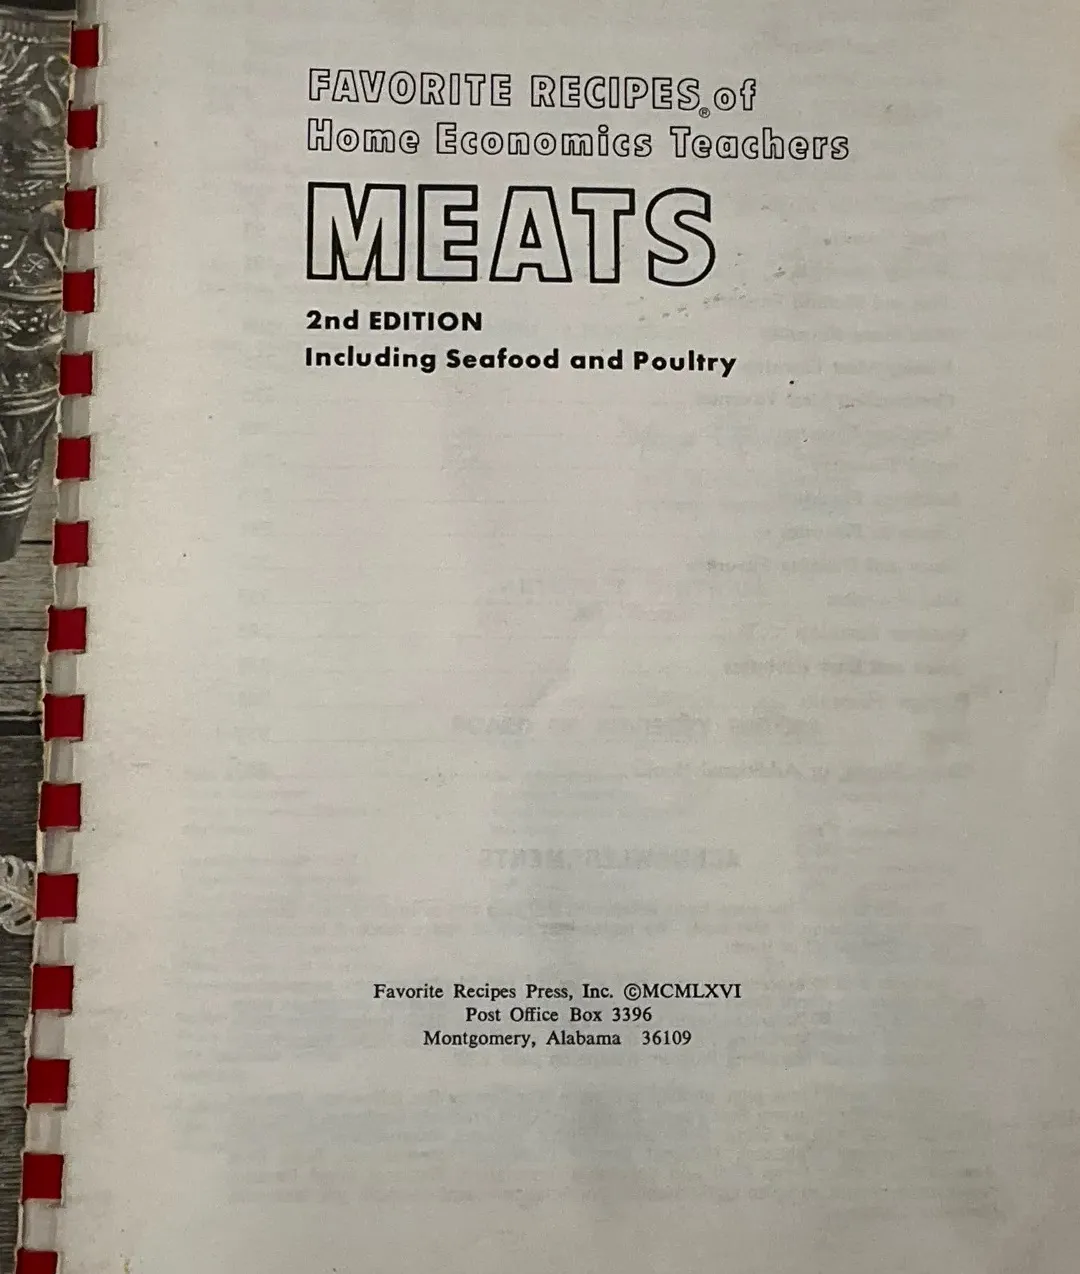 FAVORITE RECIPES® of
Home Economics Teachers
MEATS
2nd EDITION
Including Seafood and Poultry
Favorite Recipes Press, Inc. ©MCMLXVI
Post Office Box 3396
Montgomery, Alabama 36109